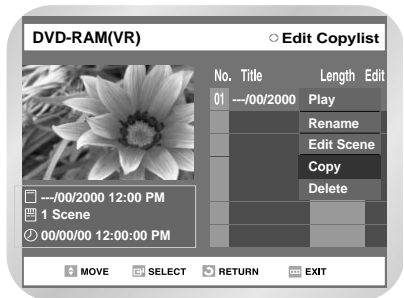 DVD-RAM(VR)
Edit Copylist
No. Title Length Edit
01 ---/00/2000 Play
Rename
Edit Scene
Copy
Delete
---/00/2000 12:00 PM
1 Scene
00/00/00 12:00:00 PM
MOVE SELECT RETURN EXIT